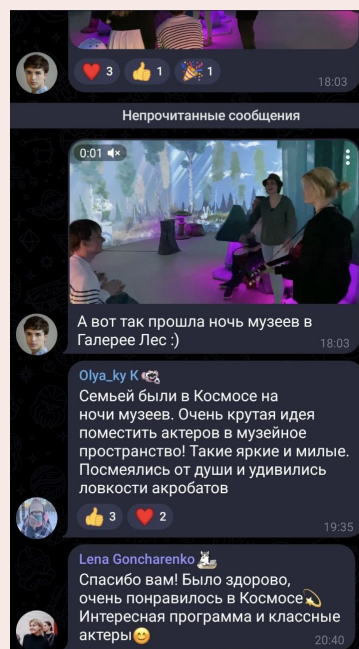 ❤️ 3 👍 1 🎉 1
18:03
Непрочитанные сообщения
0:01
А вот так прошла ночь музеев в
Галерее Лес :)
18:03
Olya_ky K
Семьей были в Космосе на
ночи музеев. Очень крутая идея
поместить актеров в музейное
пространство! Такие яркие и милые.
Посмеялись от души и удивились
ловкости акробатов
👍 3 ❤️ 2
19:35
Lena Goncharenko
Спасибо вам! Было здорово,
очень понравилось в Космосе💫
Интересная программа и классные
актеры😊
20:40